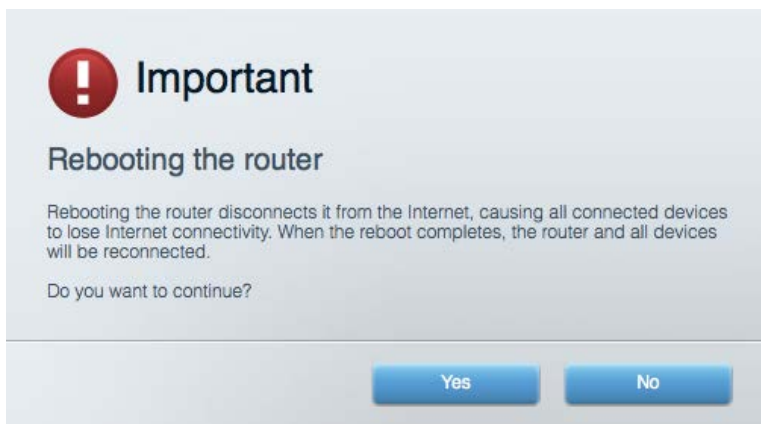 Important
Rebooting the router
Rebooting the router disconnects it from the Internet, causing all connected devices
to lose Internet connectivity. When the reboot completes, the router and all devices
will be reconnected.
Do you want to continue?
Yes No